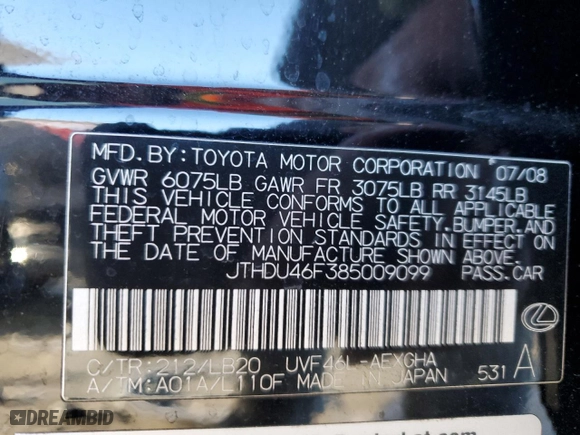 MFD.BY:TOYOTA MOTOR CORPORATION 07/08
GVWR 6075LB GAWR FR 3075LB RR 3145LB
THIS VEHICLE CONFORMS TO ALL APPLICABLE
FEDERAL MOTOR VEHICLE SAFETY,BUMPER,AND
THEFT PREVENTION STANDARDS IN EFFECT ON
THE DATE OF MANUFACTURE SHOWN ABOVE.
JTHDU46F385009099 PASS.CAR
C/TR:212/LB20 UVF46L-AEXGHA
A/TM:A01A/L110F MADE IN JAPAN 531 A
DREAMBID